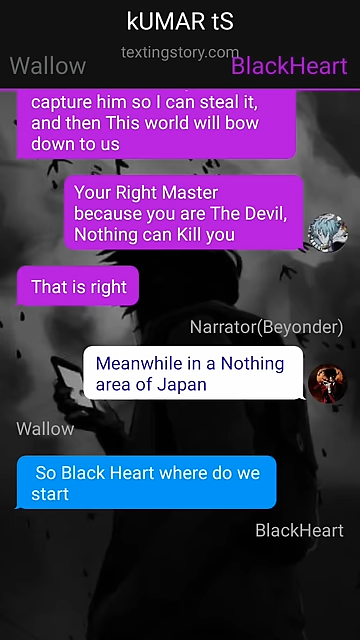 kUMAR tS
textingstory.com
Wallow
BlackHeart
capture him so I can steal it,
and then This world will bow
down to us
Your Right Master
because you are The Devil,
Nothing can Kill you
That is right
Narrator(Beyonder)
Meanwhile in a Nothing
area of Japan
Wallow
So Black Heart where do we
start
BlackHeart